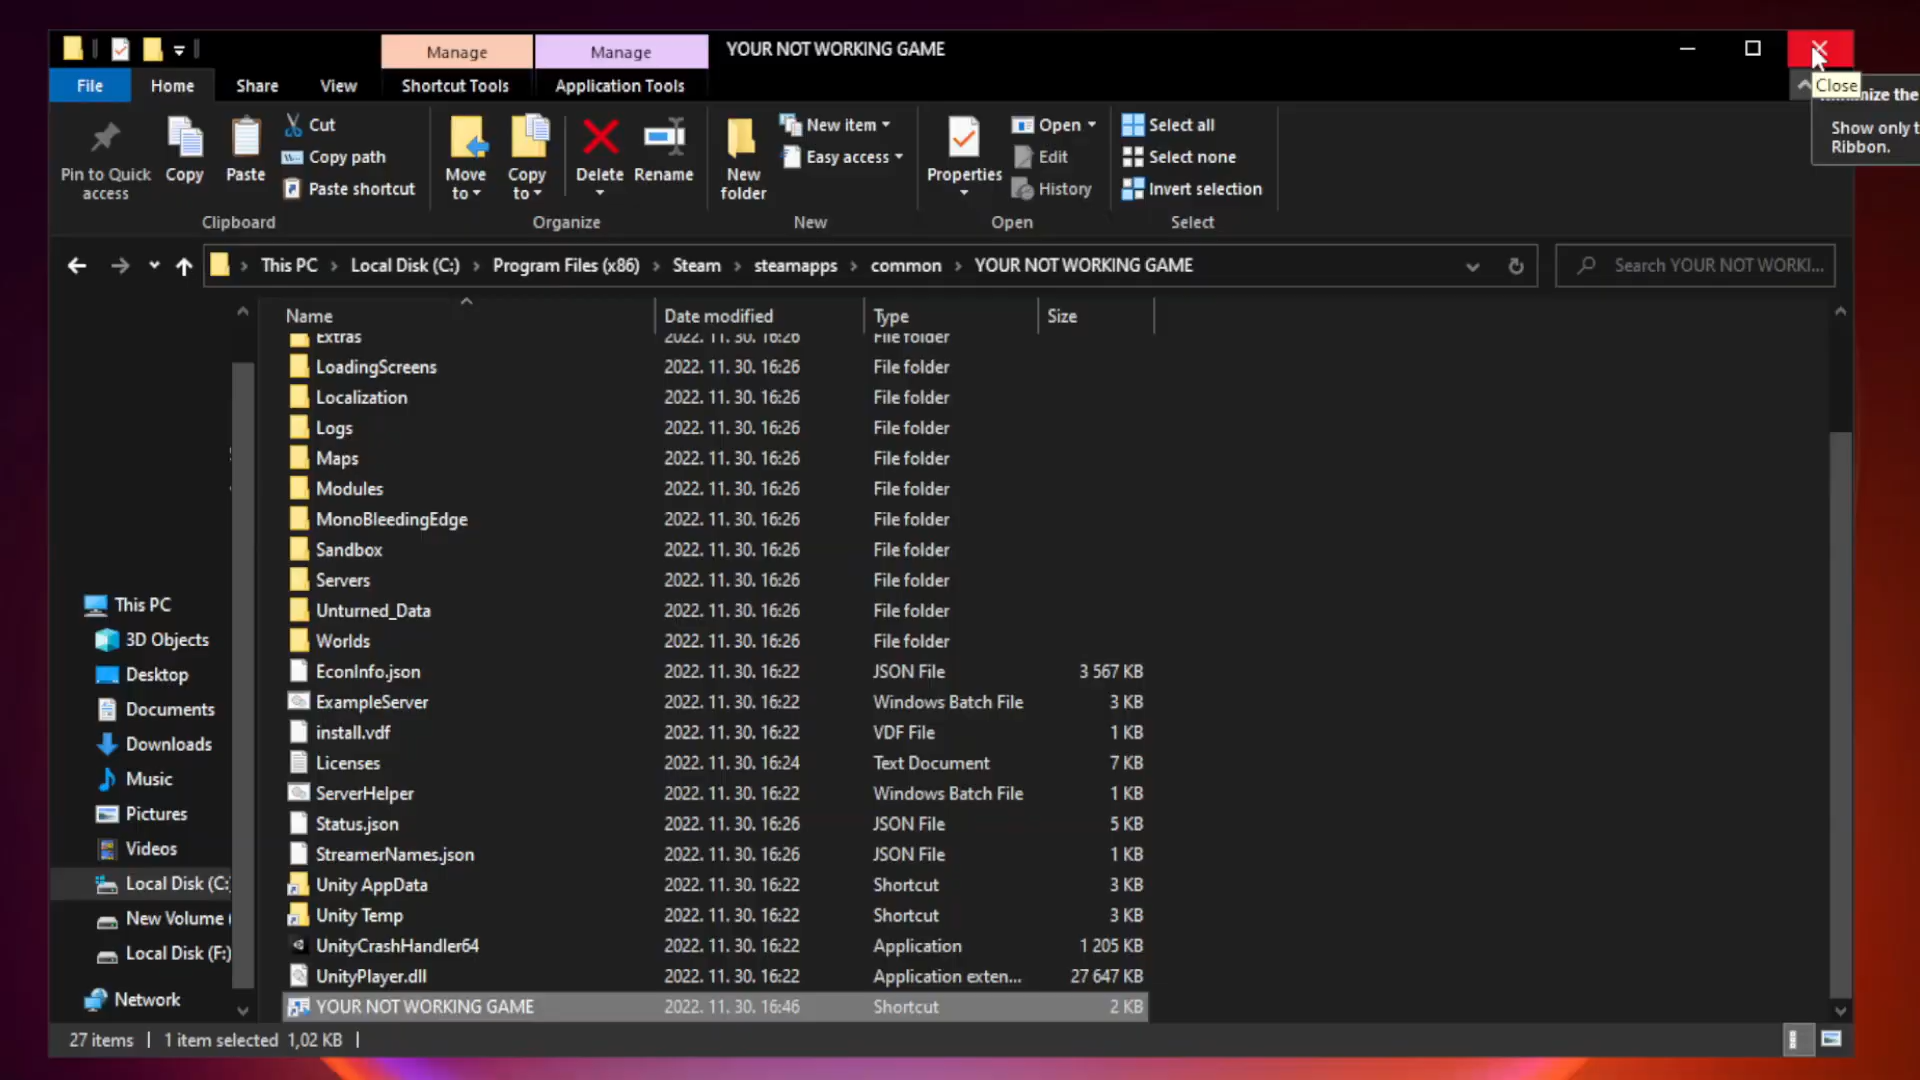 Manage
Manage
YOUR NOT WORKING GAME
File
Home
Share
View
Shortcut Tools
Application Tools
Close
mize the
Show only t
Ribbon.
Pin to Quick access
Copy
Paste
Cut
Copy path
Paste shortcut
Move to
Copy to
Delete
Rename
New folder
New item
Easy access
Properties
Open
Edit
History
Select all
Select none
Invert selection
Clipboard
Organize
New
Open
Select
This PC
Local Disk (C:)
Program Files (x86)
Steam
steamapps
common
YOUR NOT WORKING GAME
Search YOUR NOT WORKI...
Name
Date modified
Type
Size
Extras 2022. 11. 30. 16:26 File folder
LoadingScreens 2022. 11. 30. 16:26 File folder
Localization 2022. 11. 30. 16:26 File folder
Logs 2022. 11. 30. 16:26 File folder
Maps 2022. 11. 30. 16:26 File folder
Modules 2022. 11. 30. 16:26 File folder
MonoBleedingEdge 2022. 11. 30. 16:26 File folder
Sandbox 2022. 11. 30. 16:26 File folder
Servers 2022. 11. 30. 16:26 File folder
Unturned_Data 2022. 11. 30. 16:26 File folder
Worlds 2022. 11. 30. 16:26 File folder
EconInfo.json 2022. 11. 30. 16:22 JSON File 3 567 KB
ExampleServer 2022. 11. 30. 16:22 Windows Batch File 3 KB
install.vdf 2022. 11. 30. 16:22 VDF File 1 KB
Licenses 2022. 11. 30. 16:24 Text Document 7 KB
ServerHelper 2022. 11. 30. 16:22 Windows Batch File 1 KB
Status.json 2022. 11. 30. 16:26 JSON File 5 KB
StreamerNames.json 2022. 11. 30. 16:26 JSON File 1 KB
Unity AppData 2022. 11. 30. 16:22 Shortcut 3 KB
Unity Temp 2022. 11. 30. 16:22 Shortcut 3 KB
UnityCrashHandler64 2022. 11. 30. 16:22 Application 1 205 KB
UnityPlayer.dll 2022. 11. 30. 16:22 Application exten... 27 647 KB
YOUR NOT WORKING GAME 2022. 11. 30. 16:46 Shortcut 2 KB
This PC
3D Objects
Desktop
Documents
Downloads
Music
Pictures
Videos
Local Disk (C:
New Volume (
Local Disk (F:)
Network
27 items
1 item selected 1,02 KB